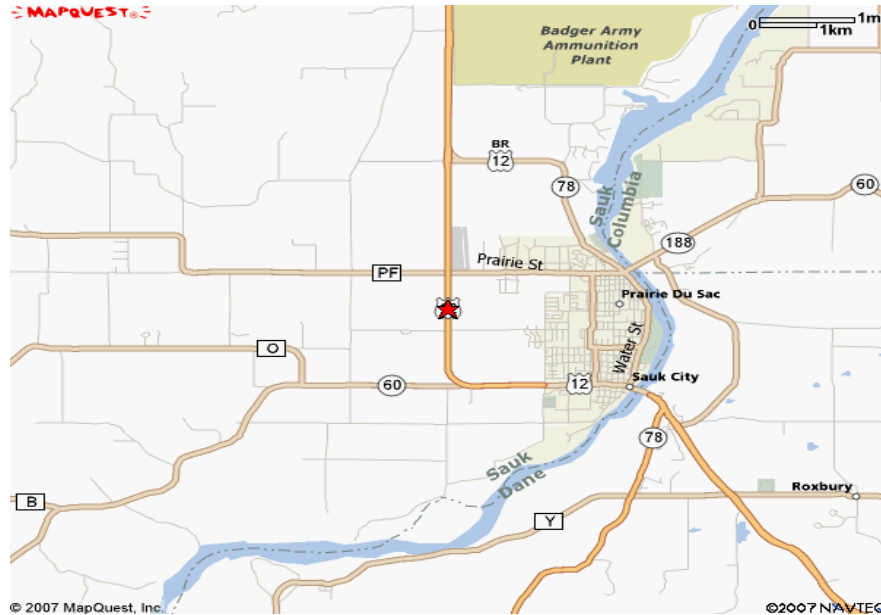 MAPQUEST
0 1m
1km
Badger Army
Ammunition
Plant
BR
12
78
60
Sauk
Columbia
188
Prairie St
PF
Prairie Du Sac
Water St
O
60
12
Sauk City
78
Sauk
Dane
B
Y
Roxbury
© 2007 MapQuest, Inc.
©2007 NAVTEQ